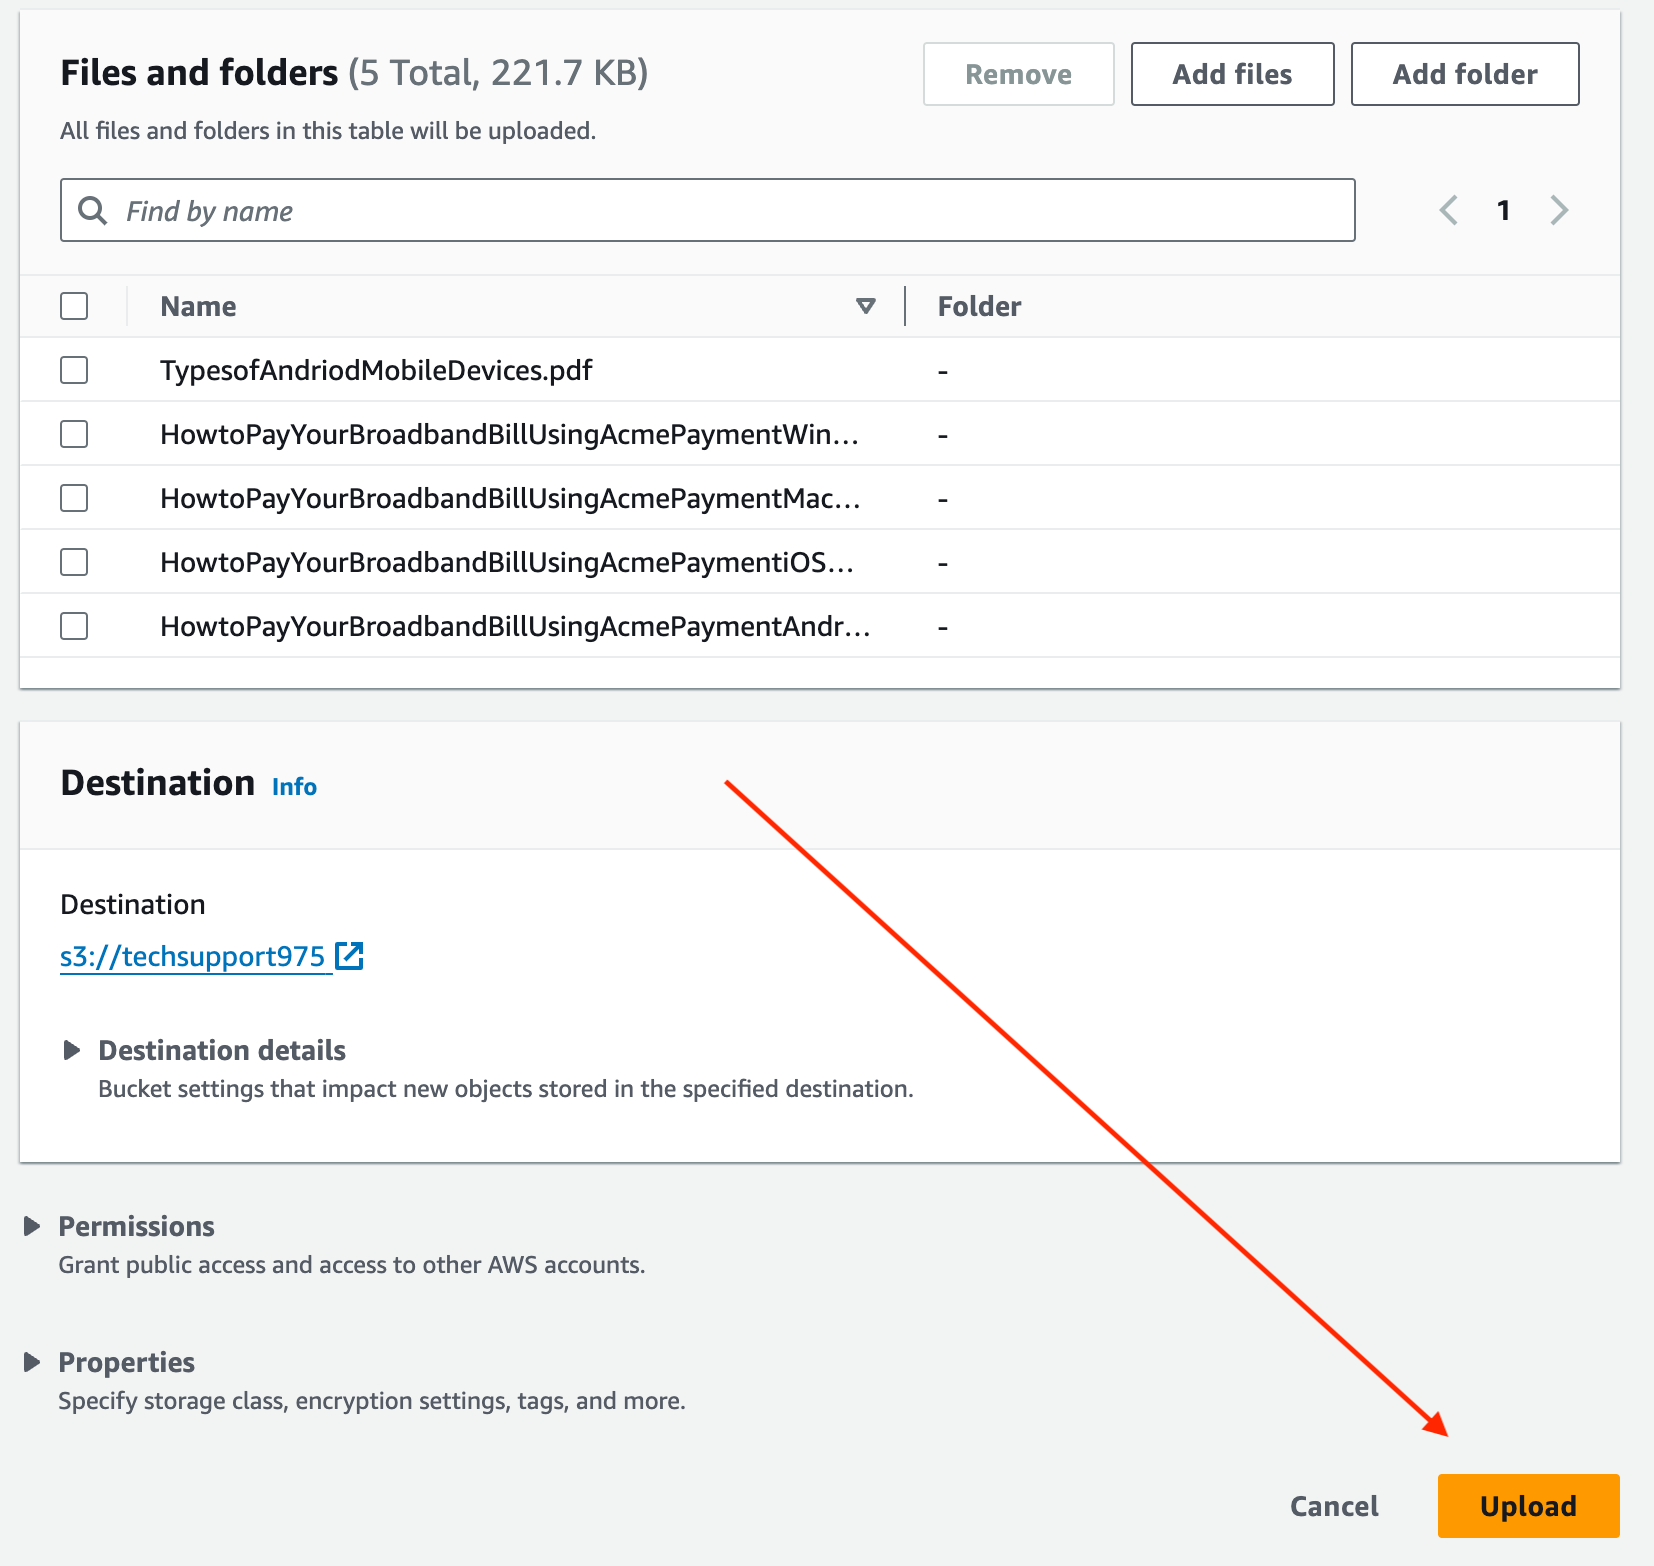 Files and folders (5 Total, 221.7 KB)
Remove
Add files
Add folder
All files and folders in this table will be uploaded.
Find by name
1
Name
Folder
TypesofAndriodMobileDevices.pdf
-
HowtoPayYourBroadbandBillUsingAcmePaymentWin...
-
HowtoPayYourBroadbandBillUsingAcmePaymentMac...
-
HowtoPayYourBroadbandBillUsingAcmePaymentiOS...
-
HowtoPayYourBroadbandBillUsingAcmePaymentAndr...
-
Destination Info
Destination
s3://techsupport975
Destination details
Bucket settings that impact new objects stored in the specified destination.
Permissions
Grant public access and access to other AWS accounts.
Properties
Specify storage class, encryption settings, tags, and more.
Cancel
Upload